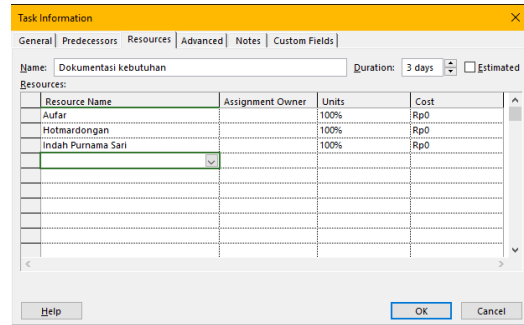 Task Information
General Predecessors Resources Advanced Notes Custom Fields
Name: Dokumentasi kebutuhan Duration: 3 days Estimated
Resources:
Resource Name Assignment Owner Units Cost
Aufar 100% Rp0
Hotmardongan 100% Rp0
Indah Purnama Sari 100% Rp0
Help OK Cancel